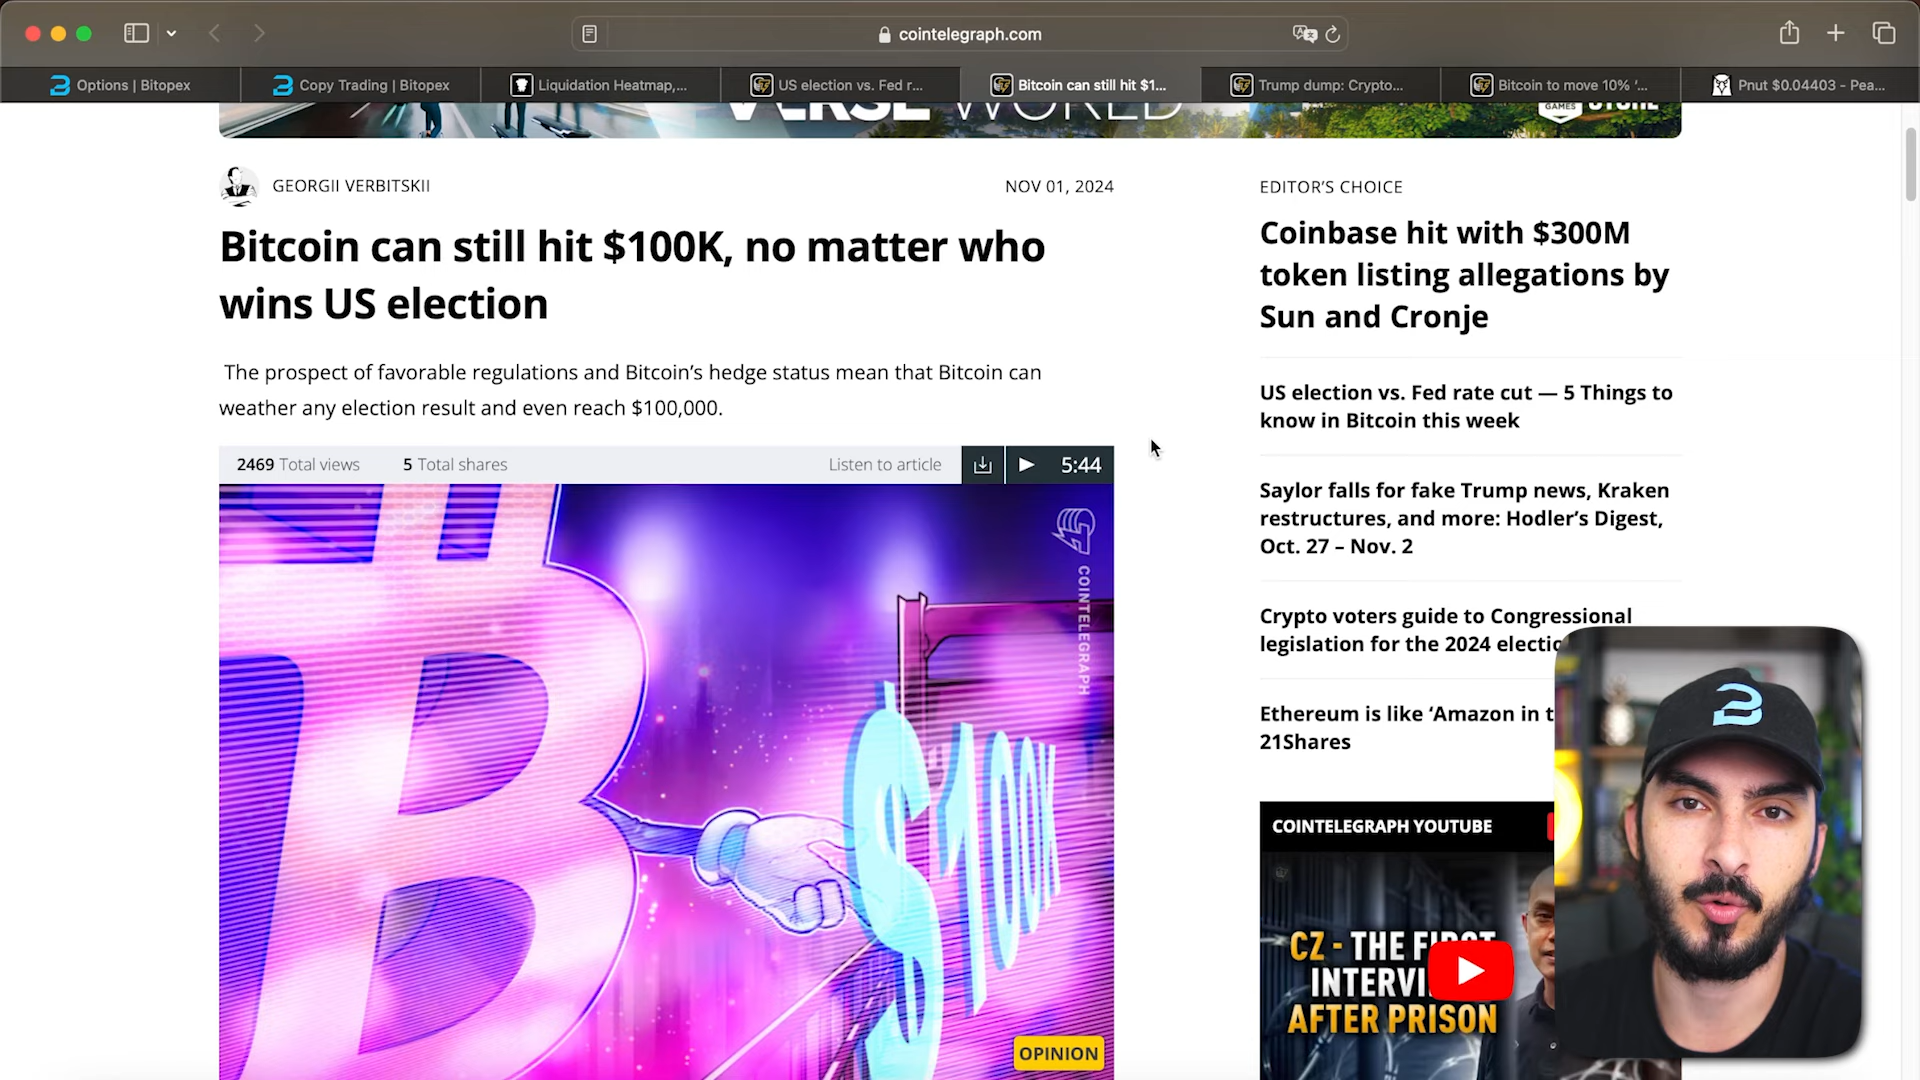 cointelegraph.com
Options | Bitopex
Copy Trading | Bitopex
Liquidation Heatmap,...
US election vs. Fed r...
Bitcoin can still hit $1...
Trump dump: Crypto...
Bitcoin to move 10% ‘...
Pnut $0.04403 - Pea...
VERSE WORLD
GAMES STORE
GEORGII VERBITSKII
NOV 01, 2024
Bitcoin can still hit $100K, no matter who
wins US election
The prospect of favorable regulations and Bitcoin’s hedge status mean that Bitcoin can
weather any election result and even reach $100,000.
2469 Total views
5 Total shares
Listen to article
5:44
COINTELEGRAPH
$100K
OPINION
EDITOR’S CHOICE
Coinbase hit with $300M
token listing allegations by
Sun and Cronje
US election vs. Fed rate cut — 5 Things to
know in Bitcoin this week
Saylor falls for fake Trump news, Kraken
restructures, and more: Hodler’s Digest,
Oct. 27 – Nov. 2
Crypto voters guide to Congressional
legislation for the 2024 electio
Ethereum is like ‘Amazon in t
21Shares
COINTELEGRAPH YOUTUBE
CZ - THE FIRST
INTERVI
AFTER PRISON